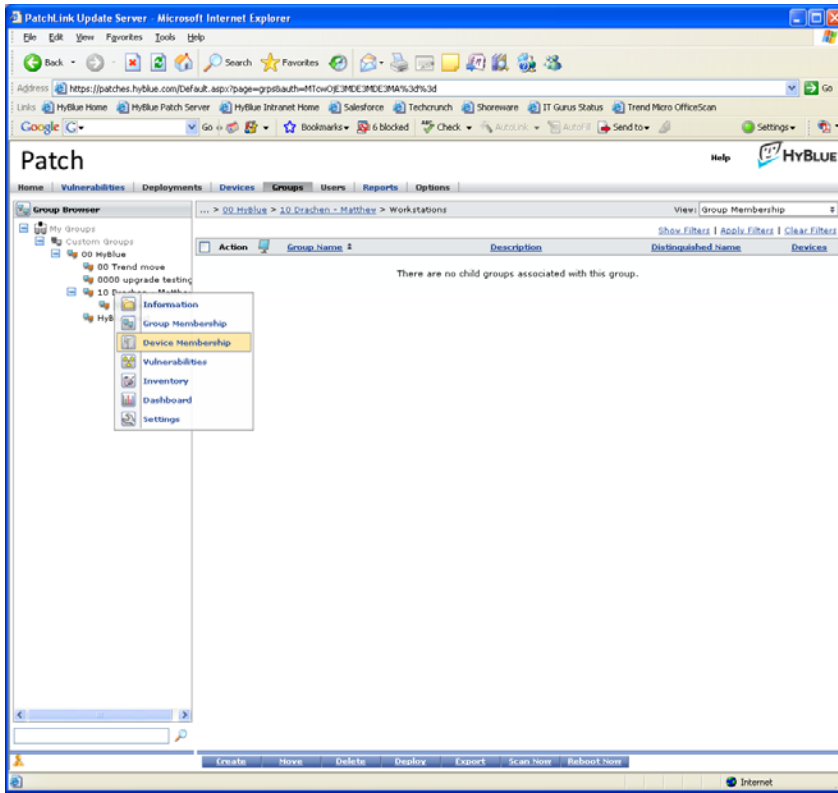 PatchLink Update Server - Microsoft Internet Explorer
File Edit View Favorites Tools Help
Back Search Favorites
Address https://patches.hyblue.com/Default.aspx?page=grps&auth=MTcwOjE3MDE3MDE3MA%3d%3d Go
Links HyBlue Home HyBlue Patch Server HyBlue Intranet Home Salesforce Techcrunch Shoreware IT Gurus Status Trend Micro OfficeScan
Google G Go Bookmarks 6 blocked Check AutoLink AutoFill Send to Settings
Patch Help HYBLUE
Home Vulnerabilities Deployments Devices Groups Users Reports Options
Group Browser ... > 00 HyBlue > 10 Drachen - Matthew > Workstations View: Group Membership
My Groups Show Filters | Apply Filters | Clear Filters
Custom Groups Action Group Name Description Distinguished Name Devices
00 HyBlue
00 Trend move There are no child groups associated with this group.
0000 upgrade testing
10 Drachen - Matthe
Information
HyB Group Membership
Device Membership
Vulnerabilities
Inventory
Dashboard
Settings
Create Move Delete Deploy Export Scan Now Reboot Now
Internet